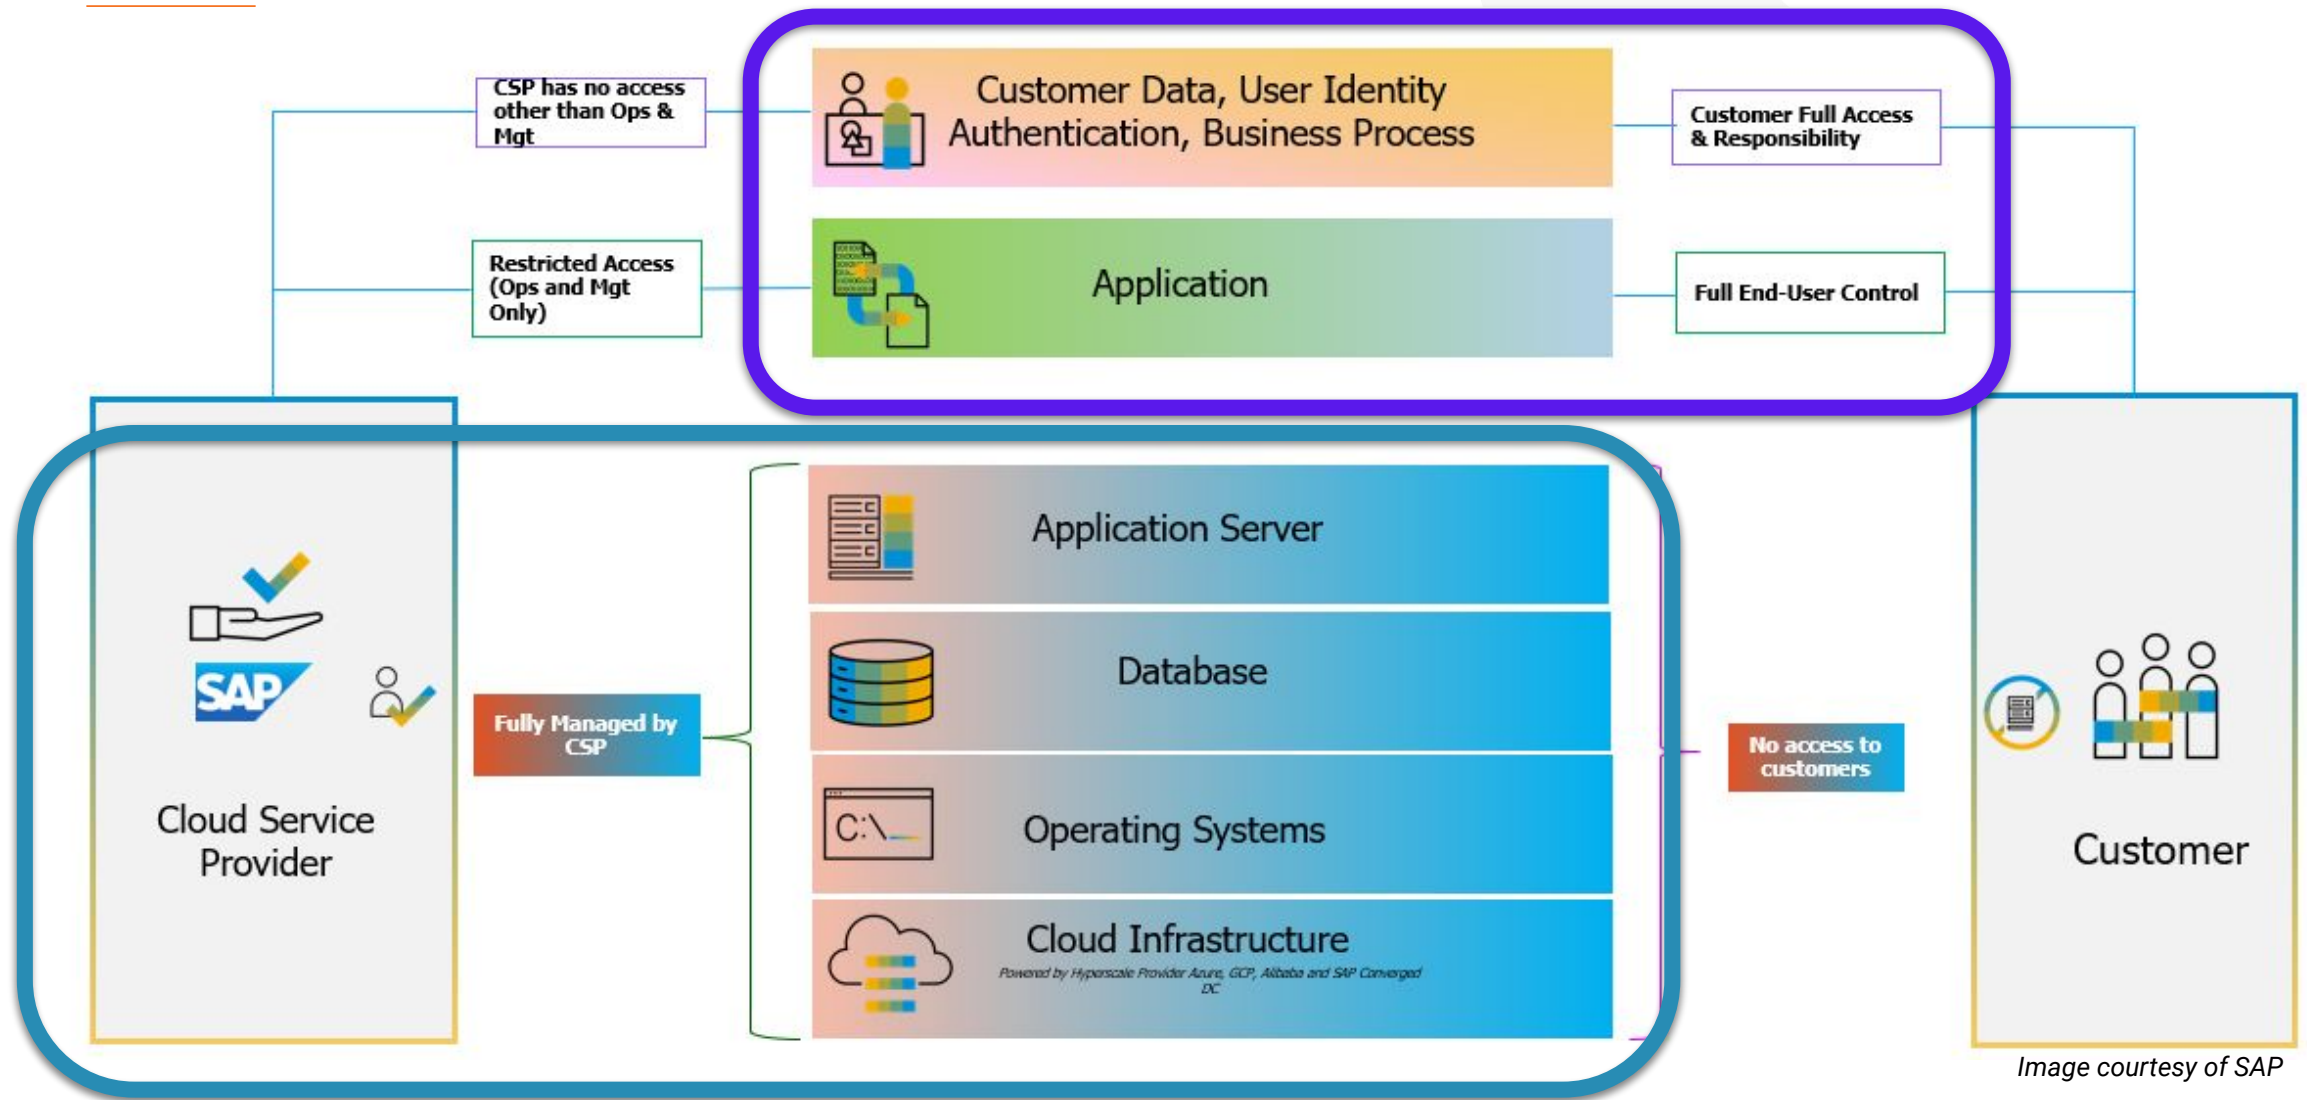 CSP has no access
other than Ops &
Mgt
Customer Data, User Identity
Authentication, Business Process
Customer Full Access
& Responsibility
Restricted Access
(Ops and Mgt
Only)
Application
Full End-User Control
SAP
Cloud Service
Provider
Fully Managed by
CSP
Application Server
Database
C:\
Operating Systems
Cloud Infrastructure
Powered by Hyperscale Provider Azure, GCP, Alibaba and SAP Converged
DC
No access to
customers
Customer
Image courtesy of SAP